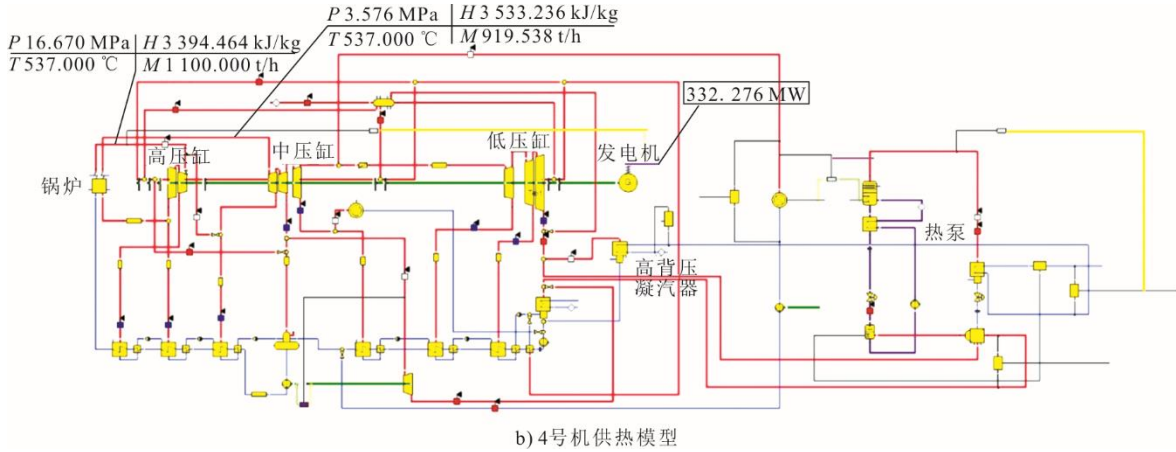 P 3.576 MPa H 3 533.236 kJ/kg
T 537.000 ℃ M 919.538 t/h
P 16.670 MPa H 3 394.464 kJ/kg
T 537.000 ℃ M 1 100.000 t/h
332. 276 MW
锅炉
高压缸
中压缸
低压缸
发电机
高背压
凝汽器
热泵
b) 4号机供热模型